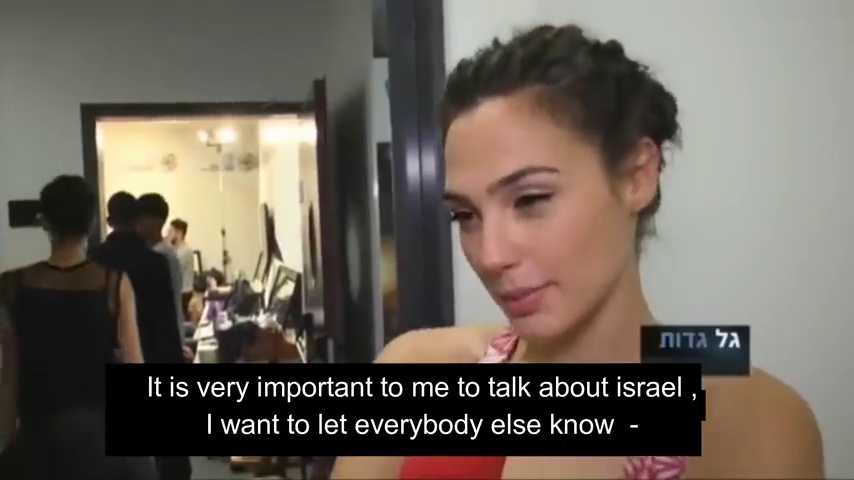 גל גדות
It is very important to me to talk about israel ,
I want to let everybody else know -